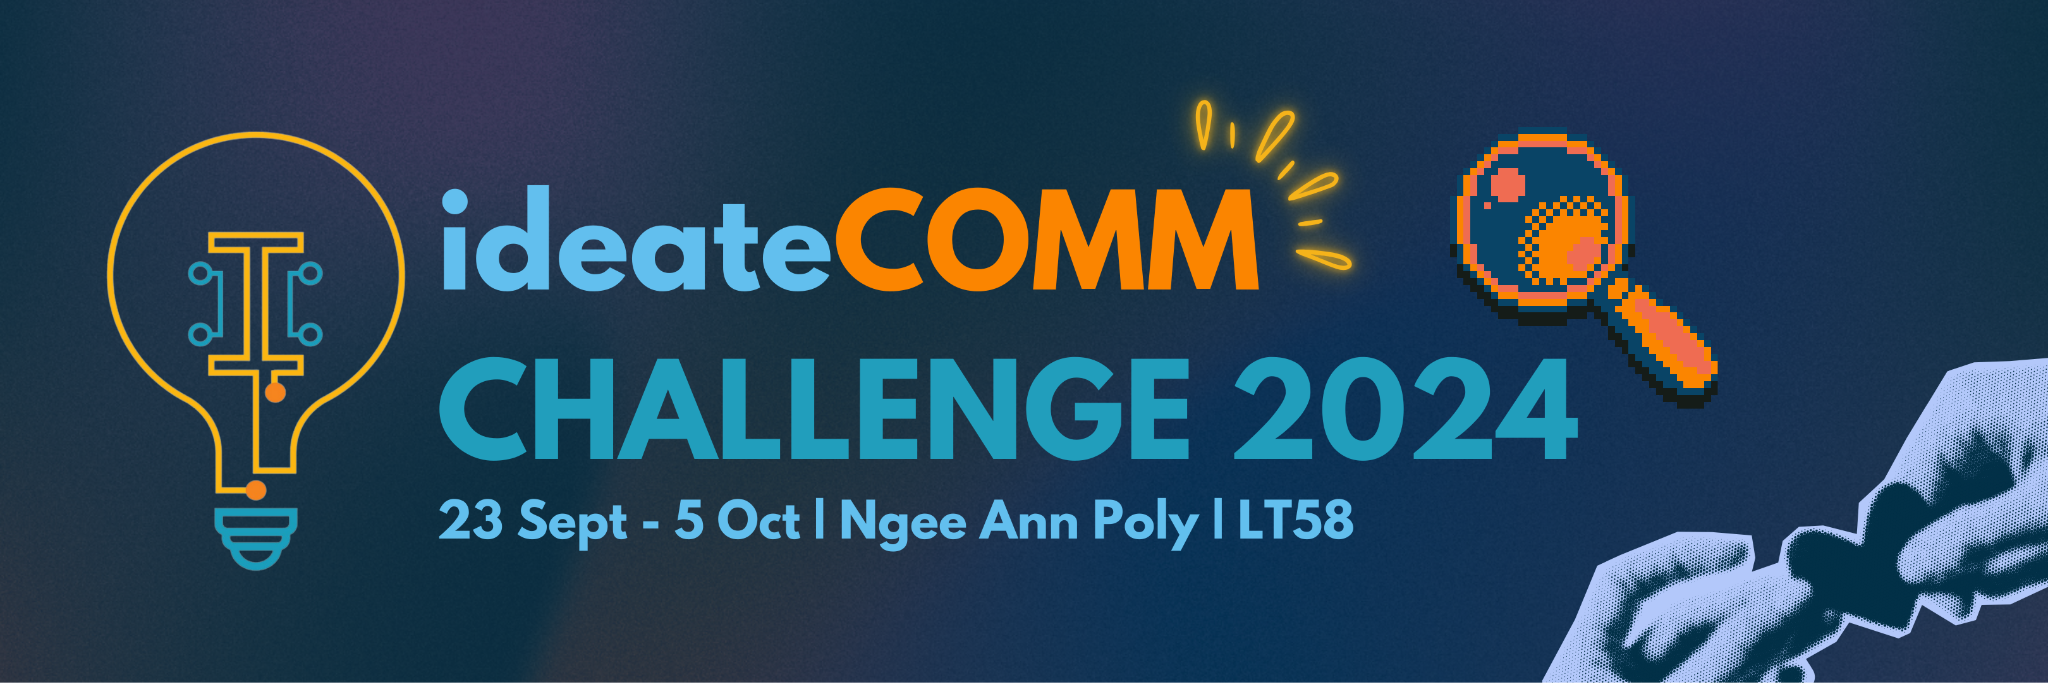 ideateCOMM
CHALLENGE 2024
23 Sept - 5 Oct | Ngee Ann Poly | LT58